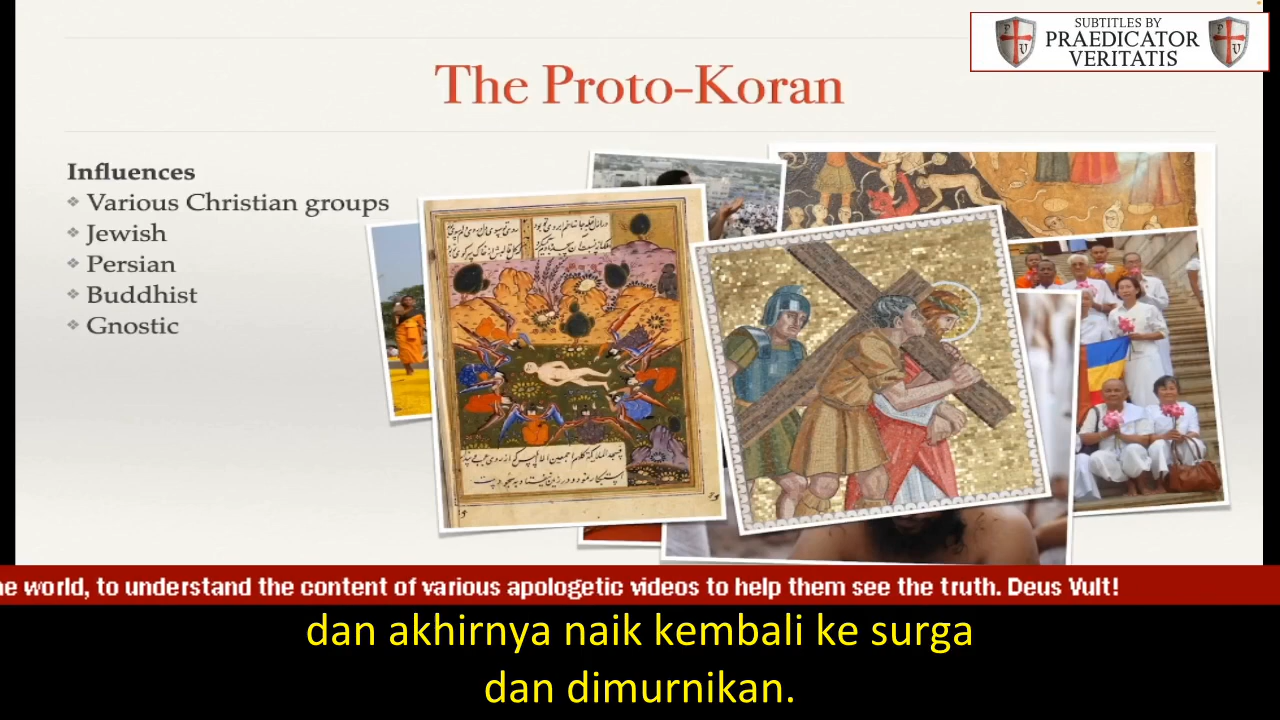 SUBTITLES BY
PRAEDICATOR
VERITATIS
The Proto-Koran
Influences
Various Christian groups
Jewish
Persian
Buddhist
Gnostic
he world, to understand the content of various apologetic videos to help them see the truth. Deus Vult!
dan akhirnya naik kembali ke surga
dan dimurnikan.